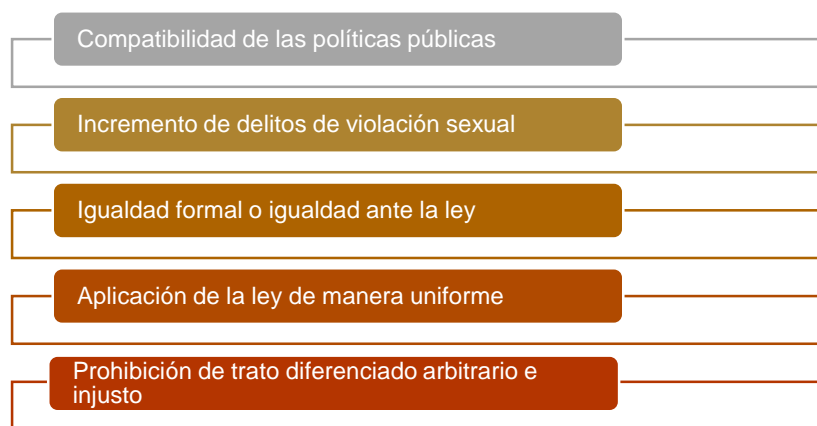 Compatibilidad de las políticas públicas
Incremento de delitos de violación sexual
Igualdad formal o igualdad ante la ley
Aplicación de la ley de manera uniforme
Prohibición de trato diferenciado arbitrario e
injusto